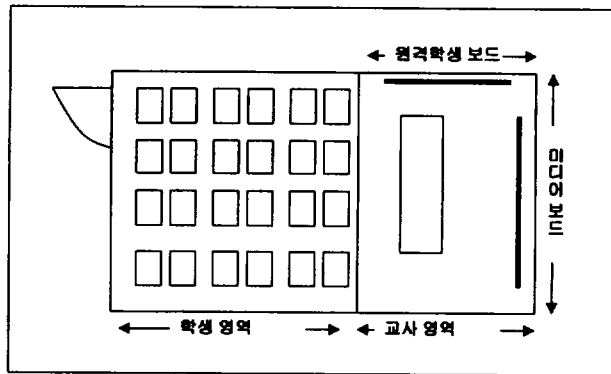 원격학생 보드
미디어 보드
학생 영역
교사 영역